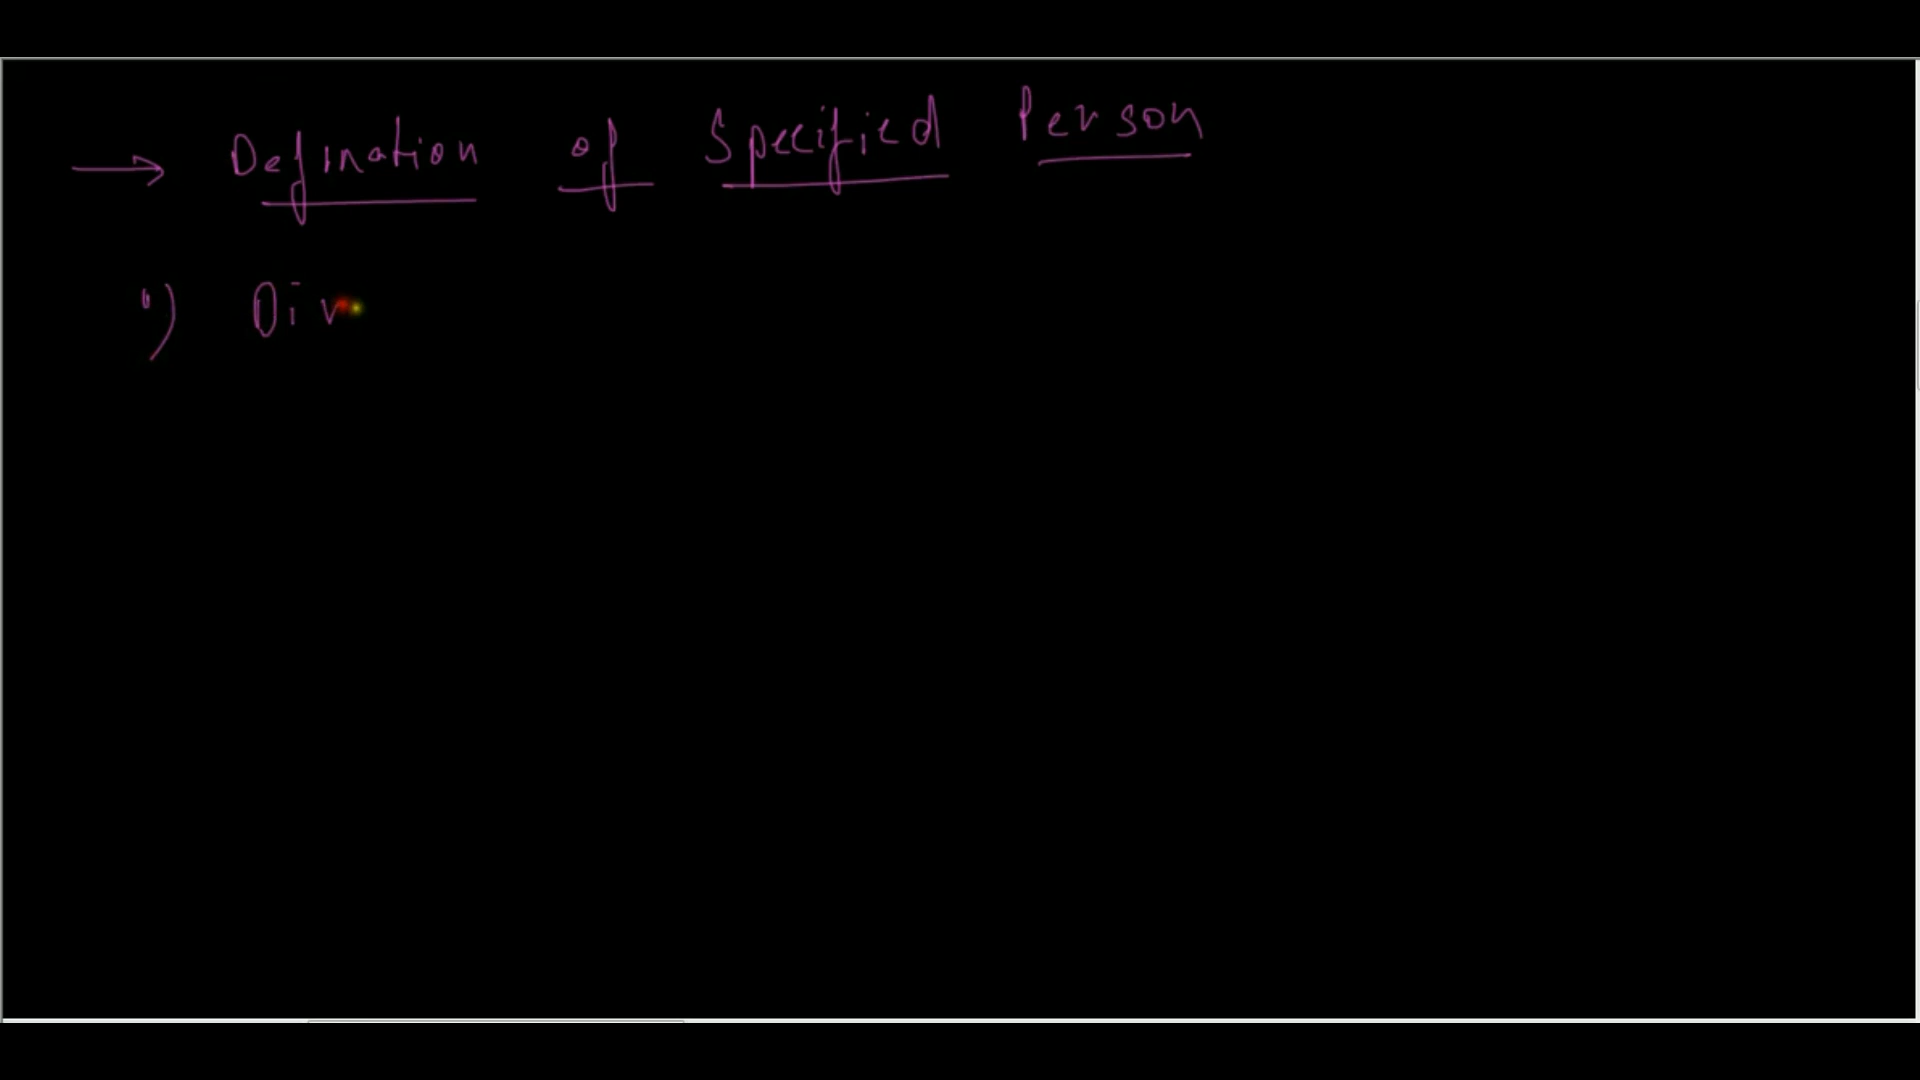 → Defination of Specified Person
i) Dir